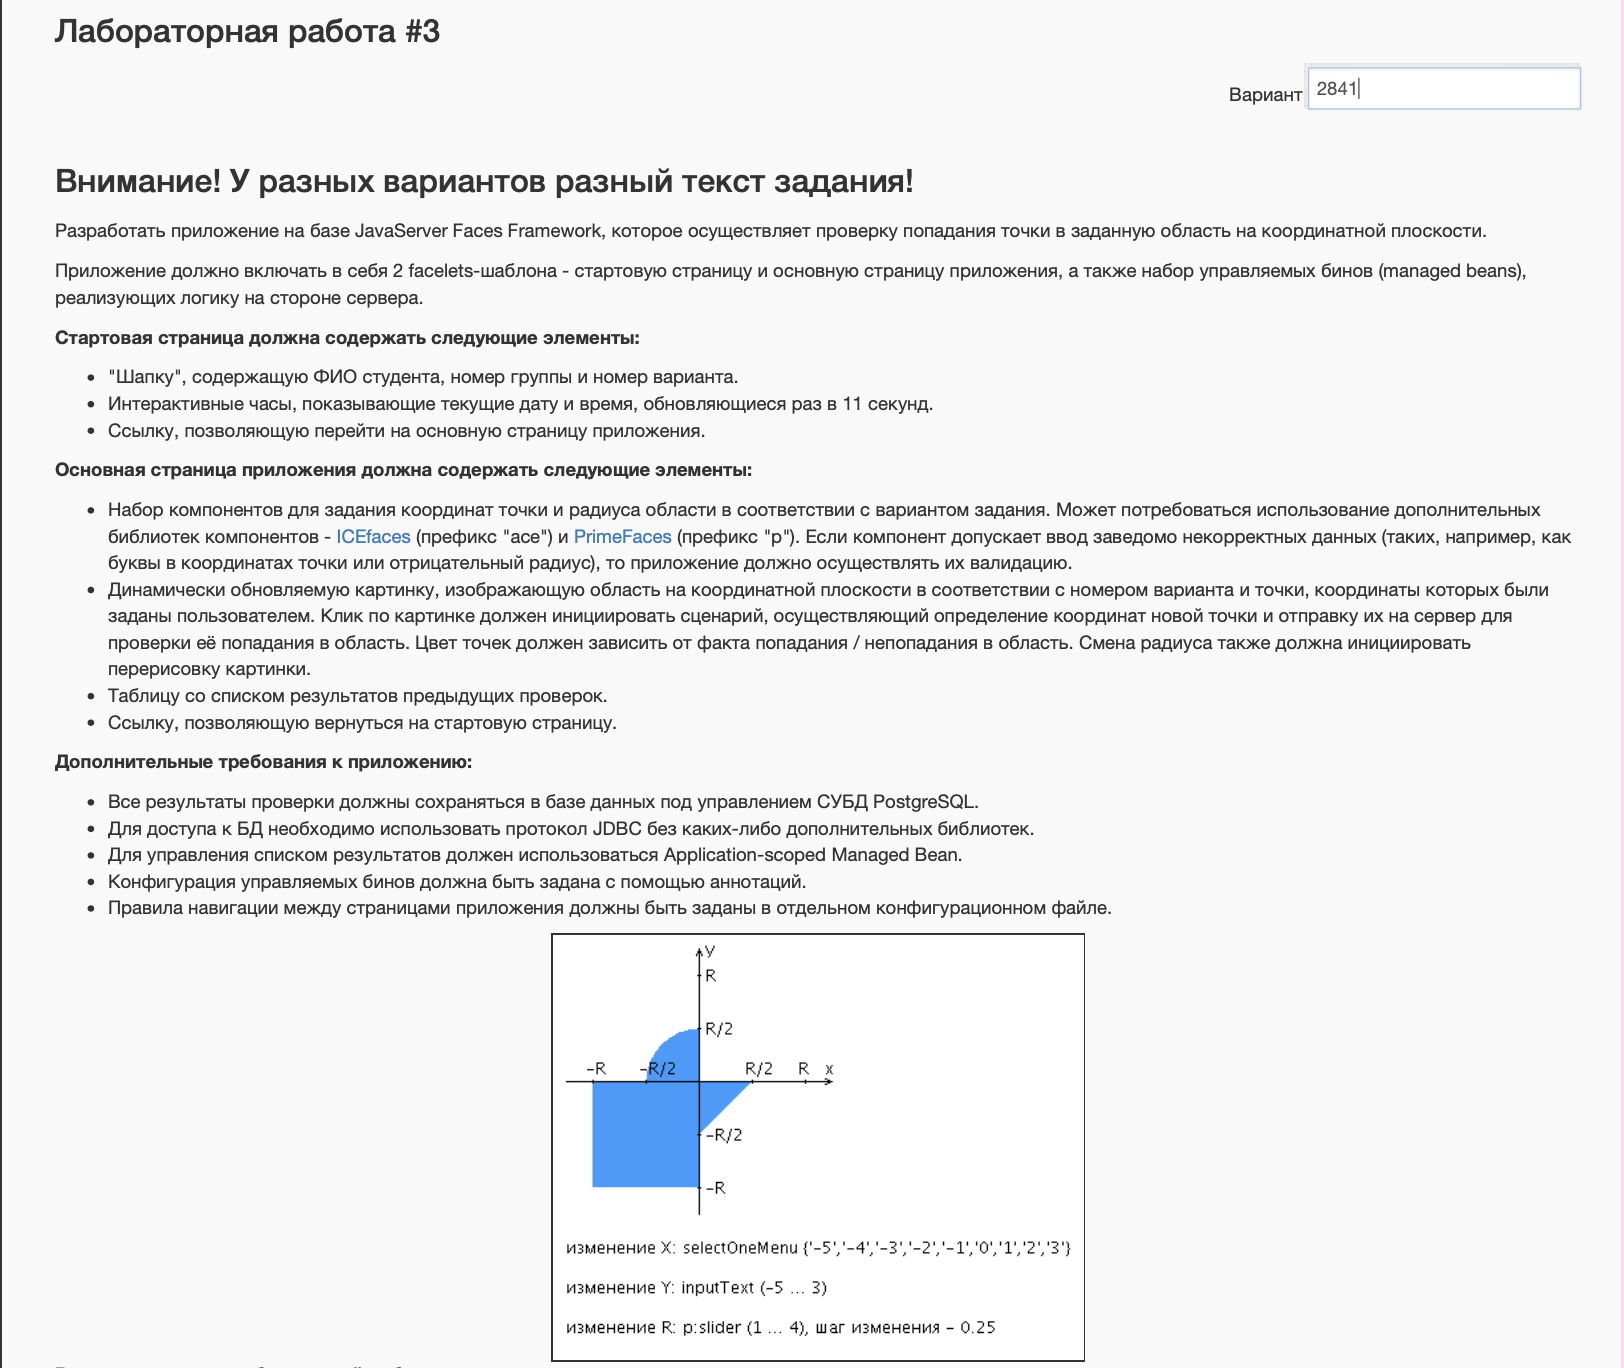 Лабораторная работа #3
Вариант 2841
Внимание! У разных вариантов разный текст задания!
Разработать приложение на базе JavaServer Faces Framework, которое осуществляет проверку попадания точки в заданную область на координатной плоскости.
Приложение должно включать в себя 2 facelets-шаблона - стартовую страницу и основную страницу приложения, а также набор управляемых бинов (managed beans),
реализующих логику на стороне сервера.
Стартовая страница должна содержать следующие элементы:
• "Шапку", содержащую ФИО студента, номер группы и номер варианта.
• Интерактивные часы, показывающие текущие дату и время, обновляющиеся раз в 11 секунд.
• Ссылку, позволяющую перейти на основную страницу приложения.
Основная страница приложения должна содержать следующие элементы:
• Набор компонентов для задания координат точки и радиуса области в соответствии с вариантом задания. Может потребоваться использование дополнительных
библиотек компонентов - ICEfaces (префикс "ace") и PrimeFaces (префикс "p"). Если компонент допускает ввод заведомо некорректных данных (таких, например, как
буквы в координатах точки или отрицательный радиус), то приложение должно осуществлять их валидацию.
• Динамически обновляемую картинку, изображающую область на координатной плоскости в соответствии с номером варианта и точки, координаты которых были
заданы пользователем. Клик по картинке должен инициировать сценарий, осуществляющий определение координат новой точки и отправку их на сервер для
проверки её попадания в область. Цвет точек должен зависить от факта попадания / непопадания в область. Смена радиуса также должна инициировать
перерисовку картинки.
• Таблицу со списком результатов предыдущих проверок.
• Ссылку, позволяющую вернуться на стартовую страницу.
Дополнительные требования к приложению:
• Все результаты проверки должны сохраняться в базе данных под управлением СУБД PostgreSQL.
• Для доступа к БД необходимо использовать протокол JDBC без каких-либо дополнительных библиотек.
• Для управления списком результатов должен использоваться Application-scoped Managed Bean.
• Конфигурация управляемых бинов должна быть задана с помощью аннотаций.
• Правила навигации между страницами приложения должны быть заданы в отдельном конфигурационном файле.
y
R
R/2
-R -R/2 R/2 R x
-R/2
-R
изменение X: selectOneMenu {'-5','-4','-3','-2','-1','0','1','2','3'}
изменение Y: inputText (-5 ... 3)
изменение R: p:slider (1 ... 4), шаг изменения - 0.25